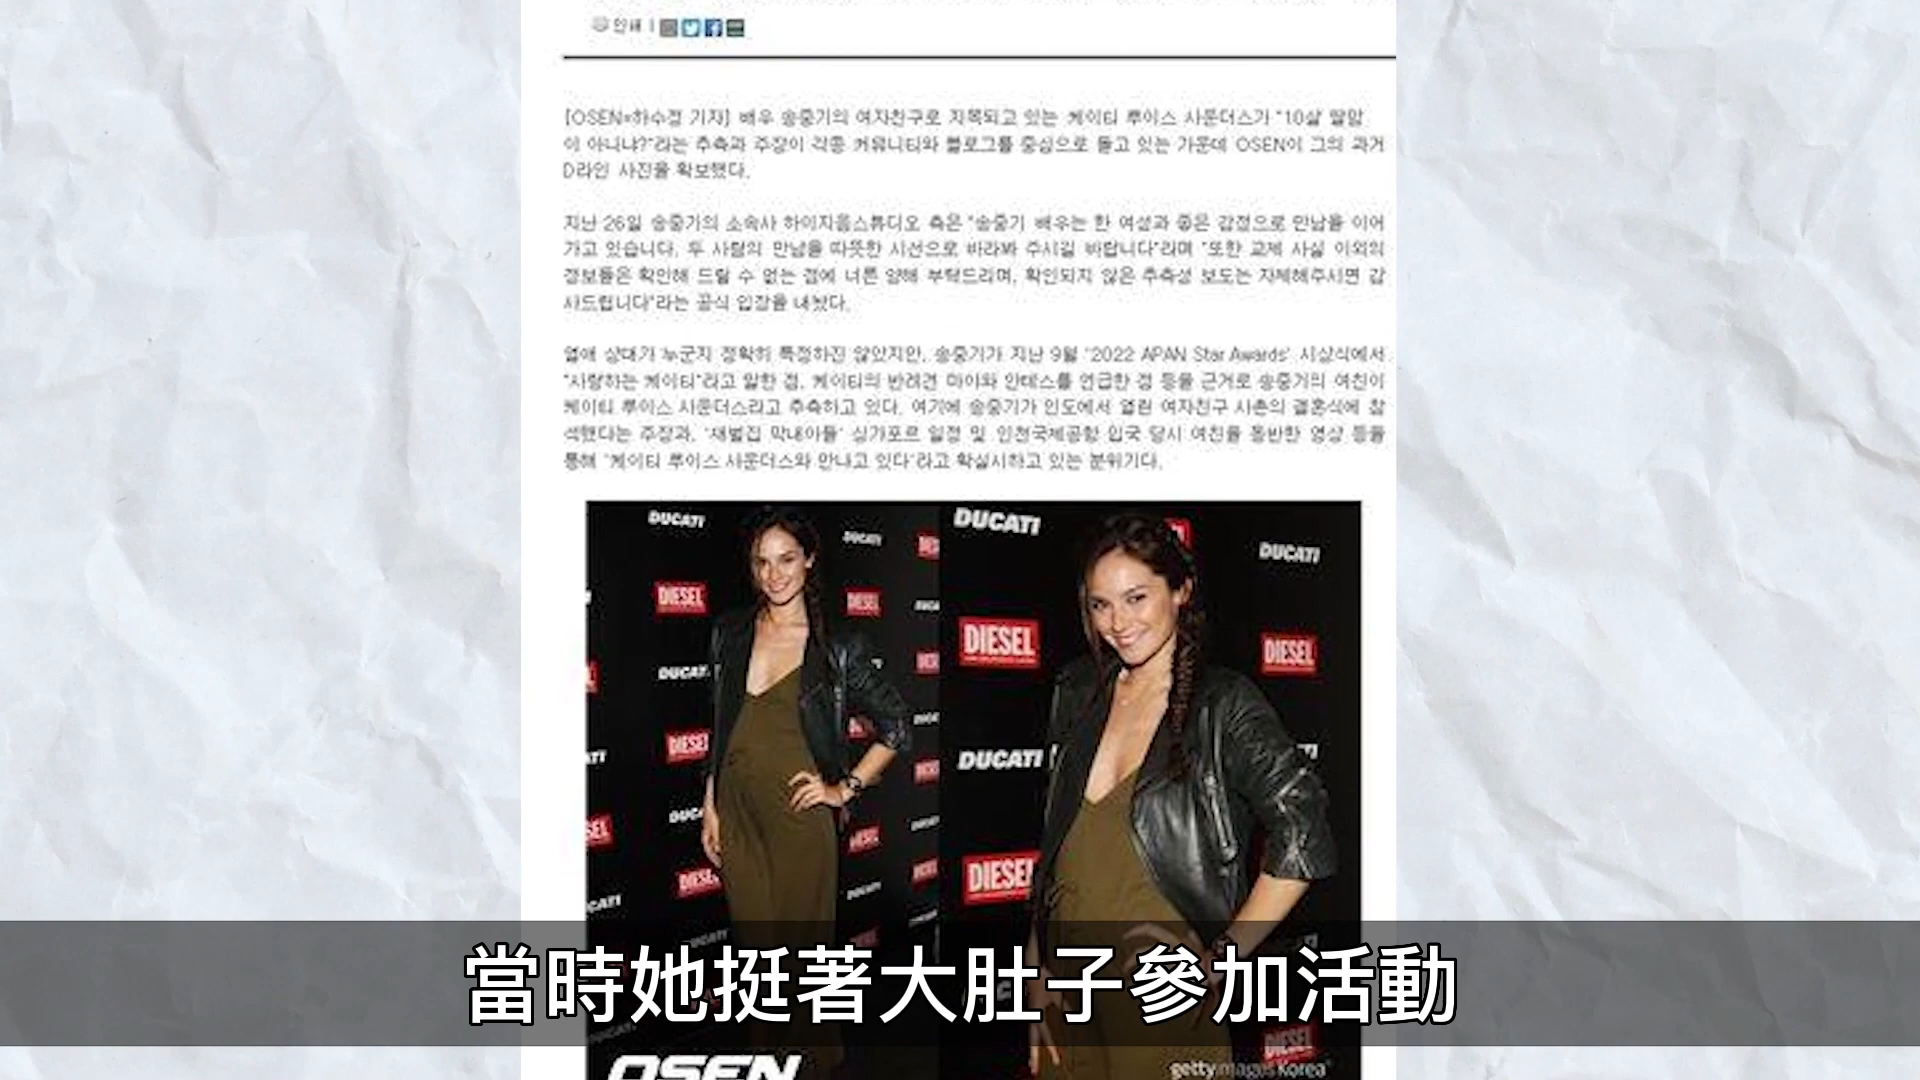 인쇄 |
[OSEN=하수정 기자] 배우 송중기의 여자친구로 지목되고 있는 케이티 루이스 사운더스가 "10살 딸맘
이 아니냐?"라는 추측과 주장이 각종 커뮤니티와 블로그를 중심으로 돌고 있는 가운데 OSEN이 그의 과거
D라인 사진을 확보했다.
지난 26일 송중기의 소속사 하이지음스튜디오 측은 "송중기 배우는 한 여성과 좋은 감정으로 만남을 이어
가고 있습니다. 두 사람의 만남을 따뜻한 시선으로 바라봐 주시길 바랍니다"라며 "또한 교제 사실 이외의
정보들은 확인해 드릴 수 없는 점에 너른 양해 부탁드리며, 확인되지 않은 추측성 보도는 자제해주시면 감
사드립니다"라는 공식 입장을 내놨다.
열애 상대가 누군지 정확히 특정하진 않았지만, 송중기가 지난 9월 '2022 APAN Star Awards' 시상식에서
"사랑하는 케이티"라고 말한 점, 케이티의 반려견 마야와 안테스를 언급한 점 등을 근거로 송중기의 여친이
케이티 루이스 사운더스라고 추측하고 있다. 여기에 송중기가 인도에서 열린 여자친구 사촌의 결혼식에 참
석했다는 주장과, '재벌집 막내아들' 싱가포르 일정 및 인천국제공항 입국 당시 여친을 동반한 영상 등을
통해 "케이티 루이스 사운더스와 만나고 있다"라고 확실시하고 있는 분위기다.
DUCATI
DUCATI
DUCATI
DUCATI
DIESEL
DIESEL
DIESEL
DIESEL
DUCATI
DIESEL
DUCATI
DIESEL
DIESEL
當時她挺著大肚子參加活動
DIESEL
OSEN
gettyimages Korea